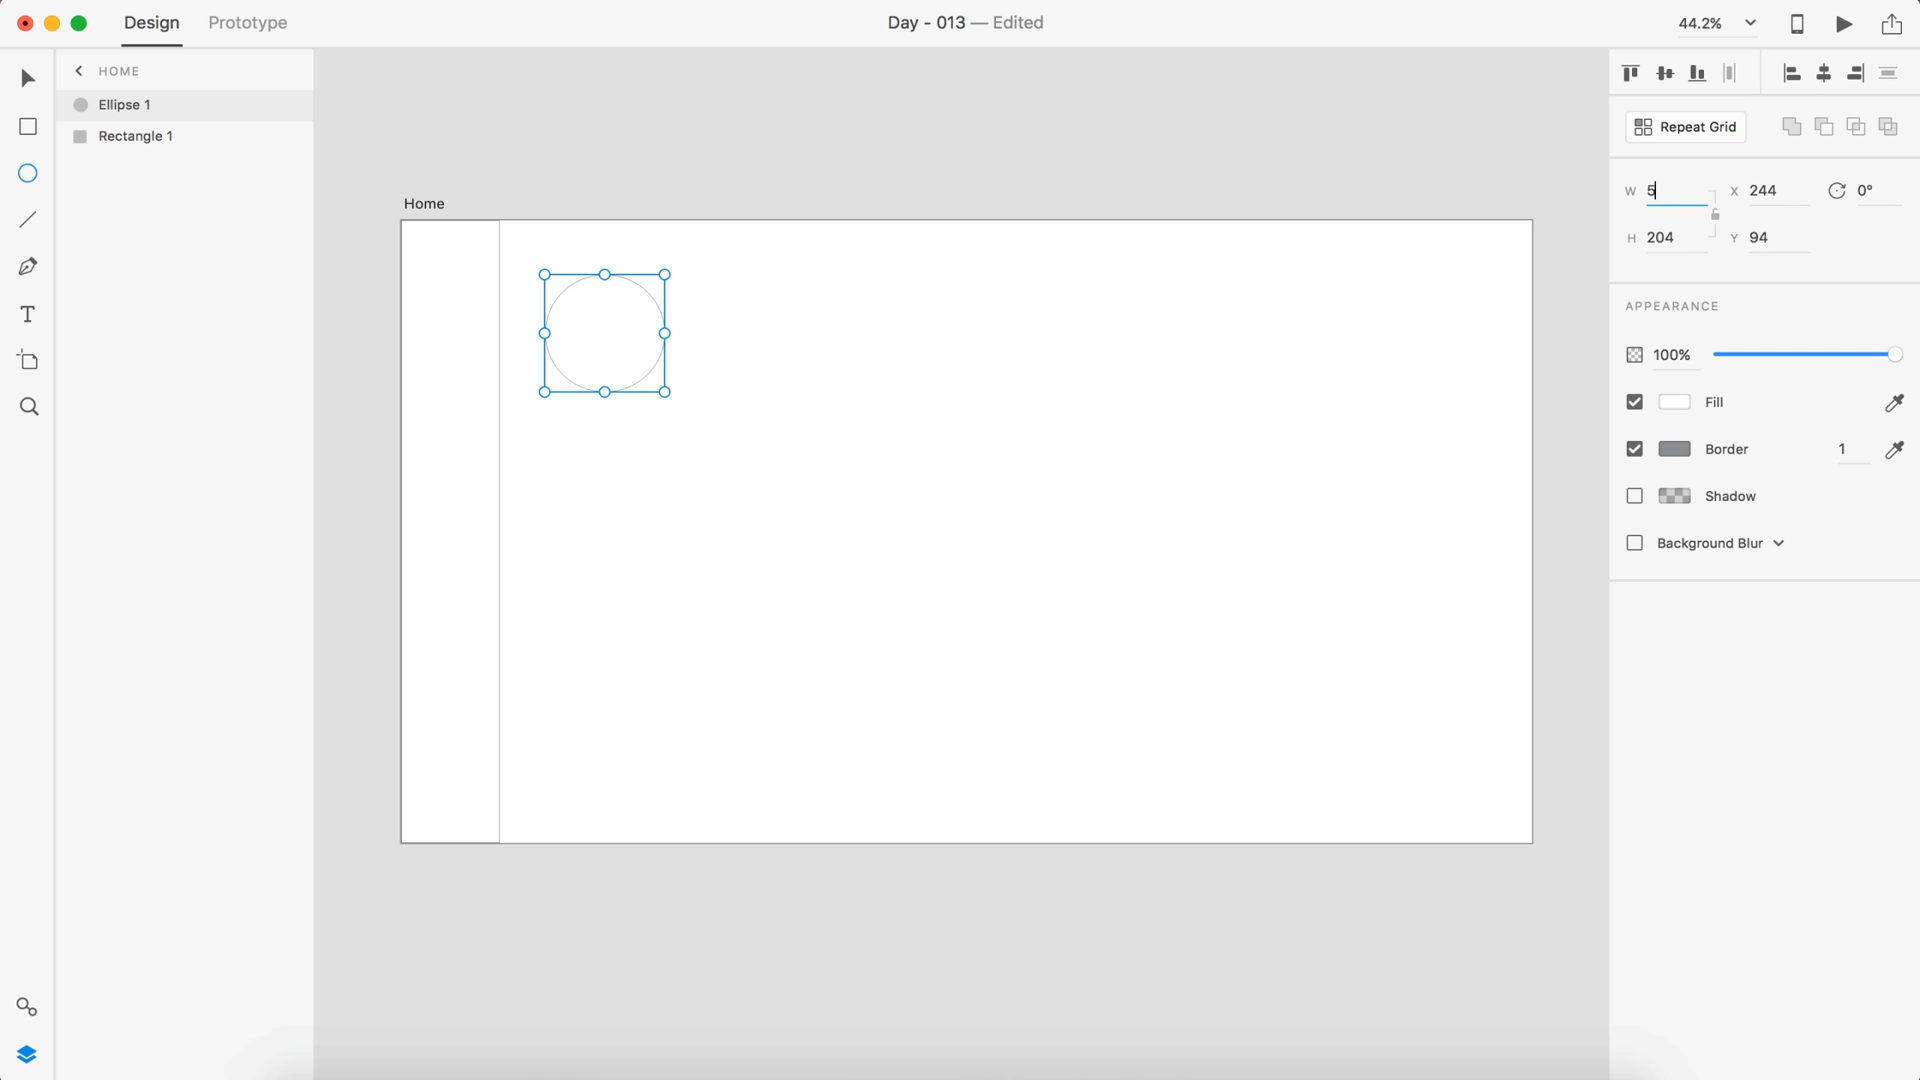 Design Prototype Day - 013 — Edited 44.2%
HOME
Ellipse 1
Rectangle 1
Home
Repeat Grid
W 5 X 244 0°
H 204 Y 94
APPEARANCE
100%
Fill
Border 1
Shadow
Background Blur
T